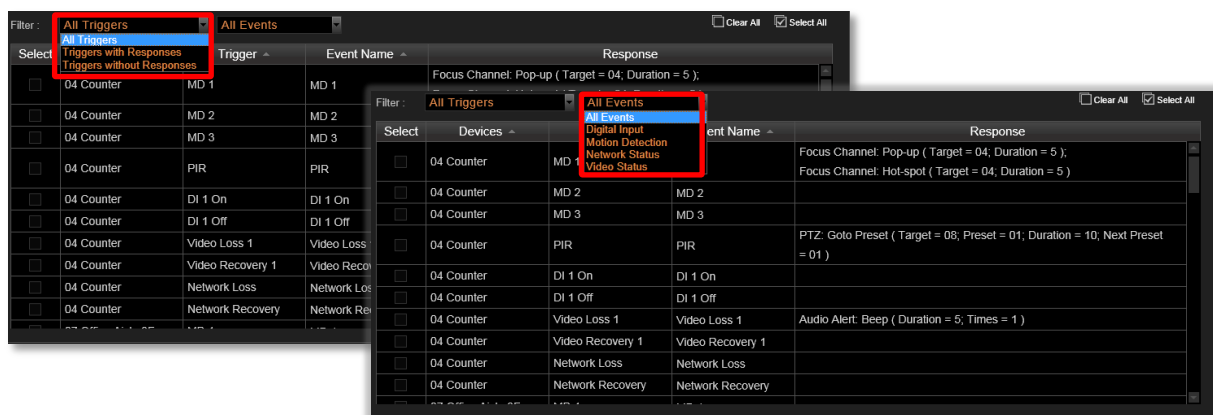 Filter : All Triggers All Events Clear All Select All
All Triggers
Triggers with Responses
Triggers without Responses
Select Trigger Event Name Response
04 Counter MD 1 MD 1 Focus Channel: Pop-up ( Target = 04; Duration = 5 );
04 Counter MD 2 MD 2
04 Counter MD 3 MD 3
04 Counter PIR PIR
04 Counter DI 1 On DI 1 On
04 Counter DI 1 Off DI 1 Off
04 Counter Video Loss 1 Video Loss
04 Counter Video Recovery 1 Video Reco
04 Counter Network Loss Network Los
04 Counter Network Recovery Network Re
Filter : All Triggers All Events Clear All Select All
All Events
Digital Input
Motion Detection
Network Status
Video Status
Select Devices ent Name Response
04 Counter MD 1 Focus Channel: Pop-up ( Target = 04; Duration = 5 );
Focus Channel: Hot-spot ( Target = 04; Duration = 5 )
04 Counter MD 2 MD 2
04 Counter MD 3 MD 3
04 Counter PIR PIR PTZ: Goto Preset ( Target = 08; Preset = 01; Duration = 10; Next Preset
= 01 )
04 Counter DI 1 On DI 1 On
04 Counter DI 1 Off DI 1 Off
04 Counter Video Loss 1 Video Loss 1 Audio Alert: Beep ( Duration = 5; Times = 1 )
04 Counter Video Recovery 1 Video Recovery 1
04 Counter Network Loss Network Loss
04 Counter Network Recovery Network Recovery